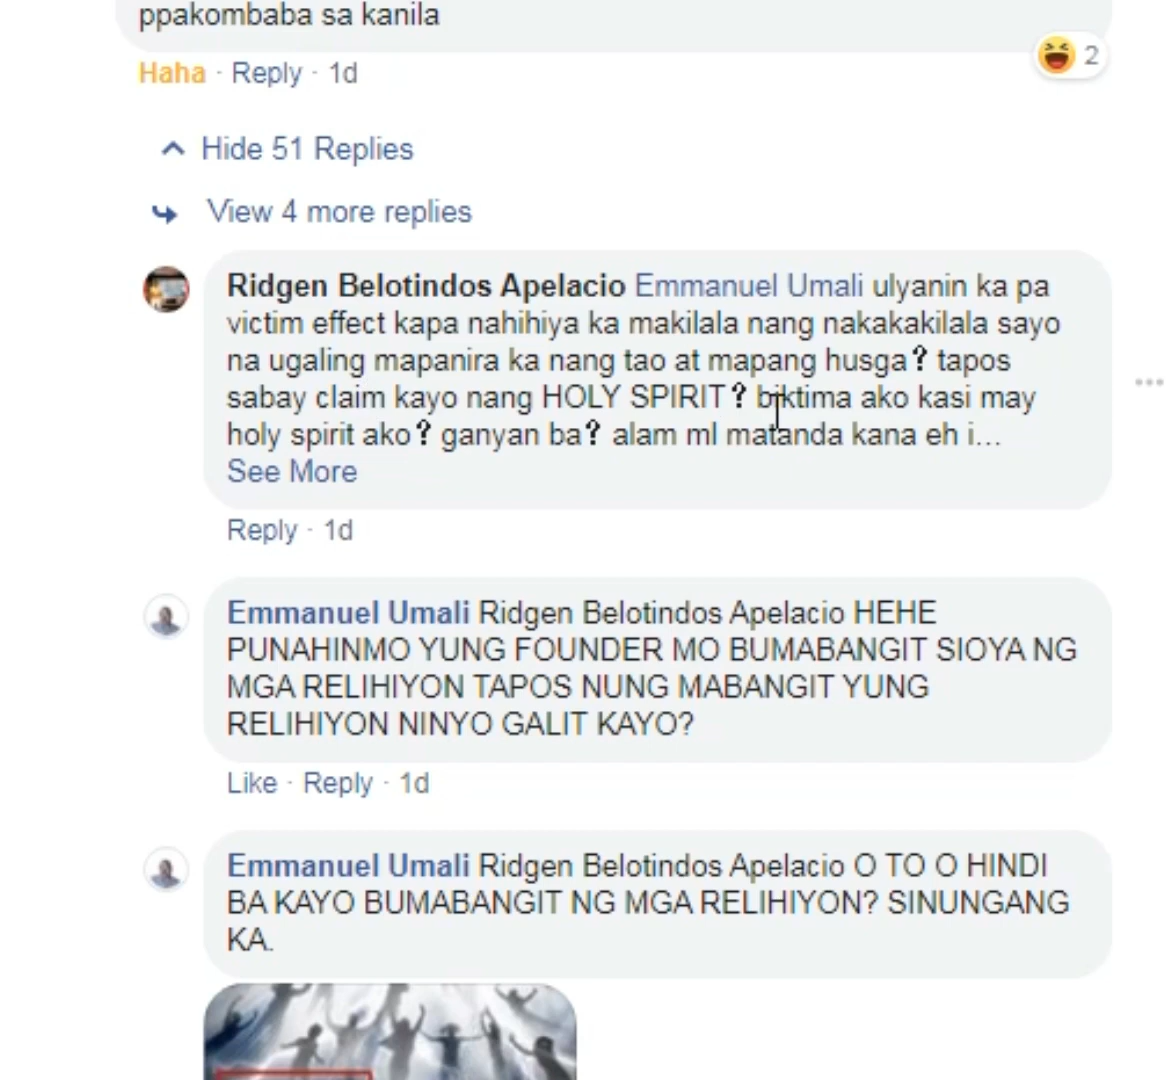 ppakombaba sa kanila
Haha · Reply · 1d
2
Hide 51 Replies
View 4 more replies
Ridgen Belotindos Apelacio Emmanuel Umali ulyanin ka pa
victim effect kapa nahihiya ka makilala nang nakakakilala sayo
na ugaling mapanira ka nang tao at mapang husga? tapos
sabay claim kayo nang HOLY SPIRIT? biktima ako kasi may
holy spirit ako? ganyan ba? alam ml matanda kana eh i...
See More
Reply · 1d
Emmanuel Umali Ridgen Belotindos Apelacio HEHE
PUNAHINMO YUNG FOUNDER MO BUMABANGIT SIOYA NG
MGA RELIHIYON TAPOS NUNG MABANGIT YUNG
RELIHIYON NINYO GALIT KAYO?
Like · Reply · 1d
Emmanuel Umali Ridgen Belotindos Apelacio O TO O HINDI
BA KAYO BUMABANGIT NG MGA RELIHIYON? SINUNGANG
KA.